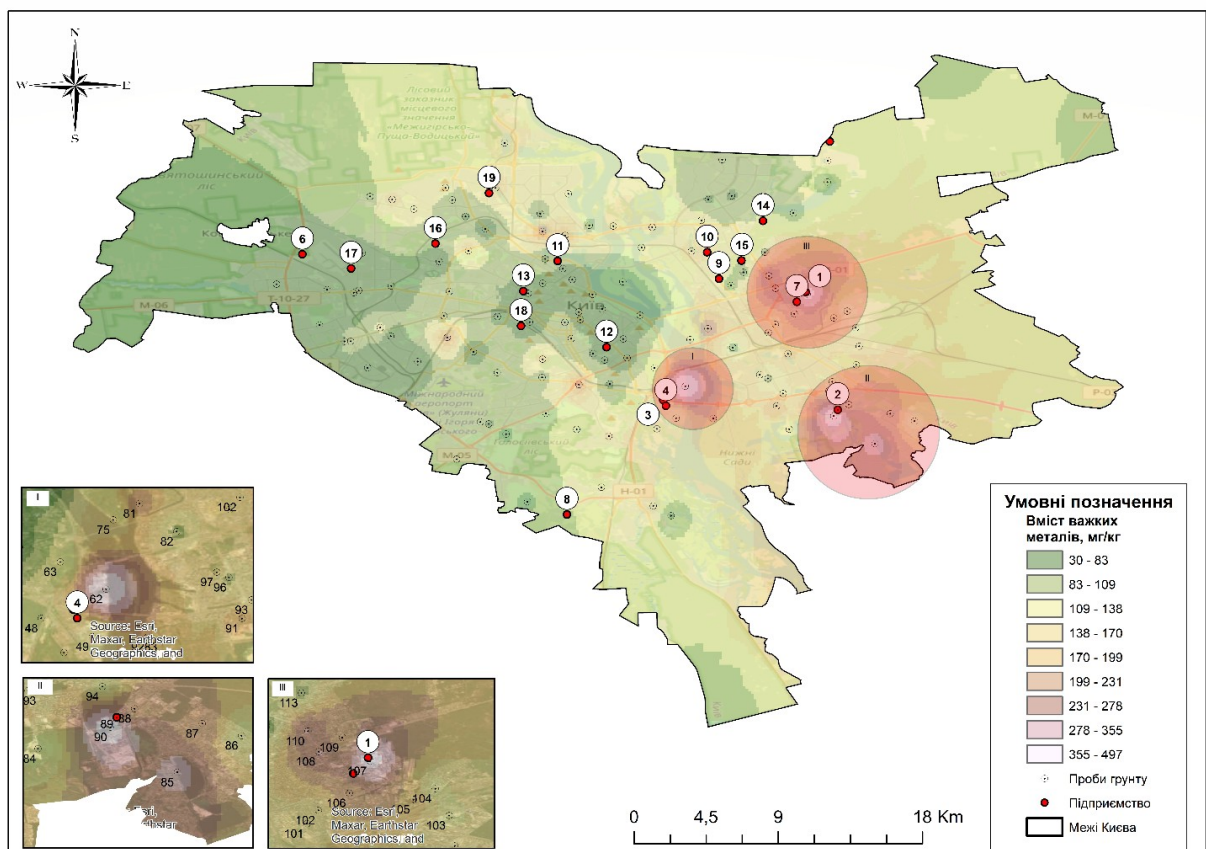 N
W
E
S
Лісовий
заказник
місцевого
значення
«Межигірсько-
Пуща-Водицький»
М-06
Т-10-27
Київ
Міжнародний
аеропорт
М-05
Н-01
Нижні
Сади
19
14
6
17
16
11
10
15
9
13
18
12
III
1
7
I
4
3
II
2
8
I
81
102
75
82
63
97
96
62
4
93
48
91
49
Source: Esri,
Maxar, Earthstar
Geographics, and
II
93
94
88
89
90
87
86
84
85
III
113
110
109
1
108
107
106
104
105
102
103
101
Source: Esri,
Maxar, Earthstar
Geographics, and
Умовні позначення
Вміст важких
металів, мг/кг
30 - 83
83 - 109
109 - 138
138 - 170
170 - 199
199 - 231
231 - 278
278 - 355
355 - 497
Проби грунту
Підприємство
Межі Києва
0 4,5 9 18 Km